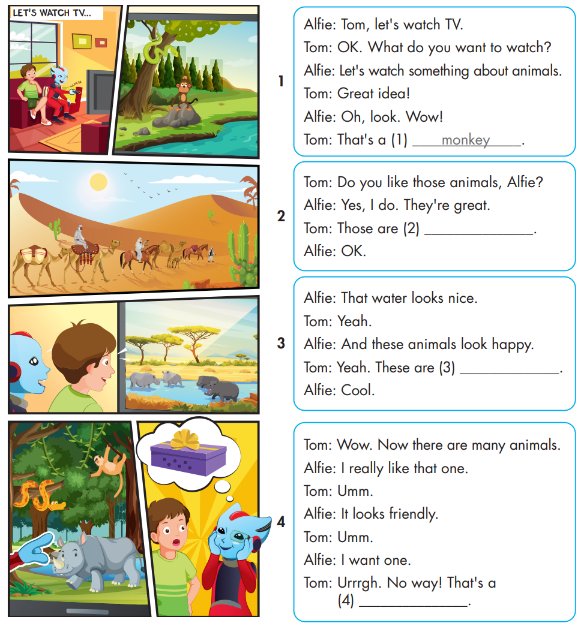 LET'S WATCH TV...
1
Alfie: Tom, let's watch TV.
Tom: OK. What do you want to watch?
Alfie: Let's watch something about animals.
Tom: Great idea!
Alfie: Oh, look. Wow!
Tom: That's a (1) monkey.
2
Tom: Do you like those animals, Alfie?
Alfie: Yes, I do. They're great.
Tom: Those are (2) ______________.
Alfie: OK.
3
Alfie: That water looks nice.
Tom: Yeah.
Alfie: And these animals look happy.
Tom: Yeah. These are (3) ______________.
Alfie: Cool.
4
Tom: Wow. Now there are many animals.
Alfie: I really like that one.
Tom: Umm.
Alfie: It looks friendly.
Tom: Umm.
Alfie: I want one.
Tom: Urrrgh. No way! That's a
(4) ______________.